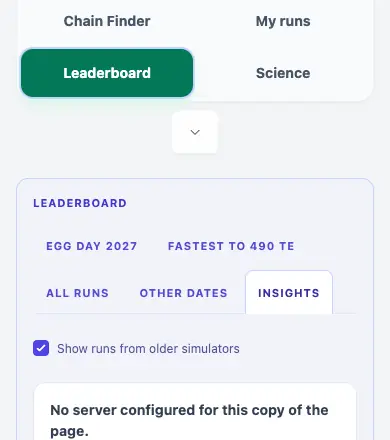 Chain Finder
My runs
Leaderboard
Science
LEADERBOARD
EGG DAY 2027
FASTEST TO 490 TE
ALL RUNS
OTHER DATES
INSIGHTS
Show runs from older simulators
No server configured for this copy of the
page.